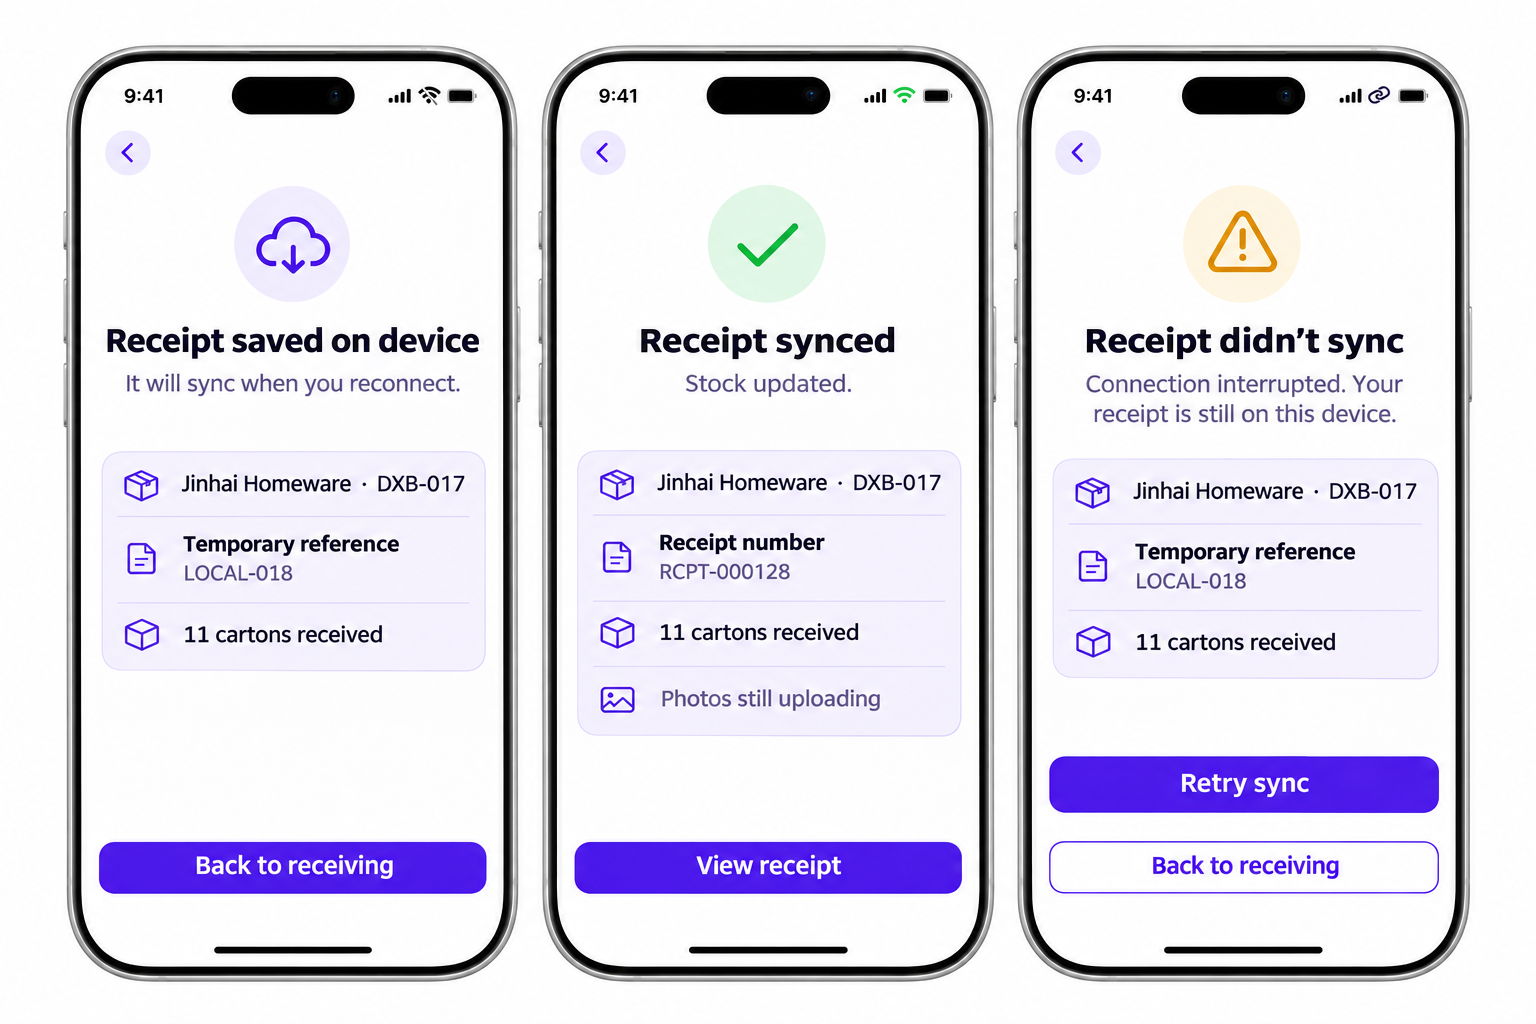 9:41
Receipt saved on device
It will sync when you reconnect.
Jinhai Homeware · DXB-017
Temporary reference
LOCAL-018
11 cartons received
Back to receiving
9:41
Receipt synced
Stock updated.
Jinhai Homeware · DXB-017
Receipt number
RCPT-000128
11 cartons received
Photos still uploading
View receipt
9:41
Receipt didn’t sync
Connection interrupted. Your
receipt is still on this device.
Jinhai Homeware · DXB-017
Temporary reference
LOCAL-018
11 cartons received
Retry sync
Back to receiving